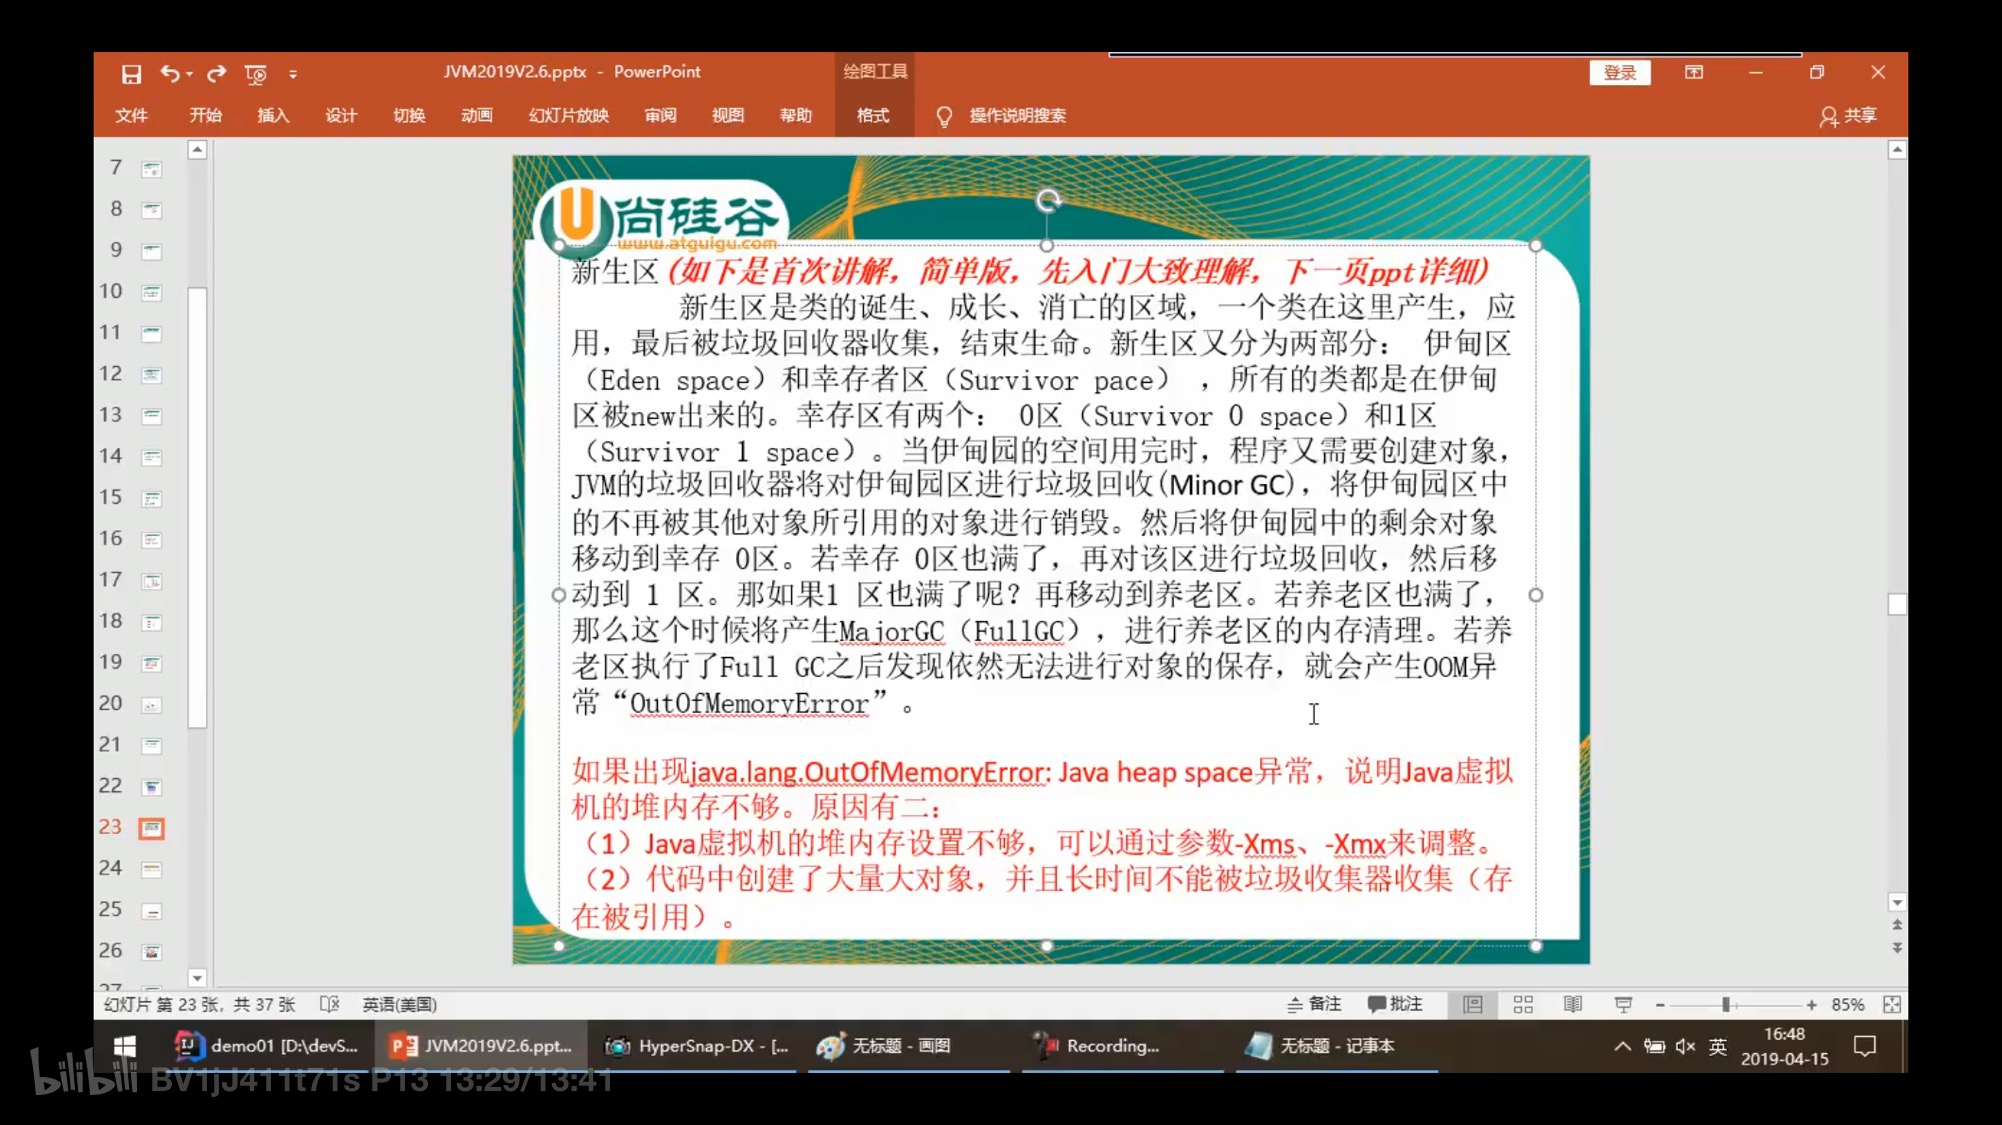 JVM2019V2.6.pptx - PowerPoint
绘图工具
登录
文件 开始 插入 设计 切换 动画 幻灯片放映 审阅 视图 帮助 格式 操作说明搜索 共享
7
8
9
10
11
12
13
14
15
16
17
18
19
20
21
22
23
24
25
26
27
尚硅谷
www.atguigu.com
新生区(如下是首次讲解，简单版，先入门大致理解，下一页ppt详细)
新生区是类的诞生、成长、消亡的区域，一个类在这里产生，应
用，最后被垃圾回收器收集，结束生命。新生区又分为两部分： 伊甸区
（Eden space）和幸存者区（Survivor pace） ，所有的类都是在伊甸
区被new出来的。幸存区有两个： 0区（Survivor 0 space）和1区
（Survivor 1 space）。当伊甸园的空间用完时，程序又需要创建对象，
JVM的垃圾回收器将对伊甸园区进行垃圾回收(Minor GC)，将伊甸园区中
的不再被其他对象所引用的对象进行销毁。然后将伊甸园中的剩余对象
移动到幸存 0区。若幸存 0区也满了，再对该区进行垃圾回收，然后移
动到 1 区。那如果1 区也满了呢？再移动到养老区。若养老区也满了，
那么这个时候将产生MajorGC（FullGC），进行养老区的内存清理。若养
老区执行了Full GC之后发现依然无法进行对象的保存，就会产生OOM异
常“OutOfMemoryError”。
如果出现java.lang.OutOfMemoryError: Java heap space异常，说明Java虚拟
机的堆内存不够。原因有二：
（1）Java虚拟机的堆内存设置不够，可以通过参数-Xms、-Xmx来调整。
（2）代码中创建了大量大对象，并且长时间不能被垃圾收集器收集（存
在被引用）。
幻灯片 第 23 张，共 37 张 英语(美国) 备注 批注 85%
demo01 [D:\devS... JVM2019V2.6.ppt... HyperSnap-DX - [... 无标题 - 画图 Recording... 无标题 - 记事本 英 16:48
2019-04-15
bilibili BV1jJ411t71s P13 13:29/13:41